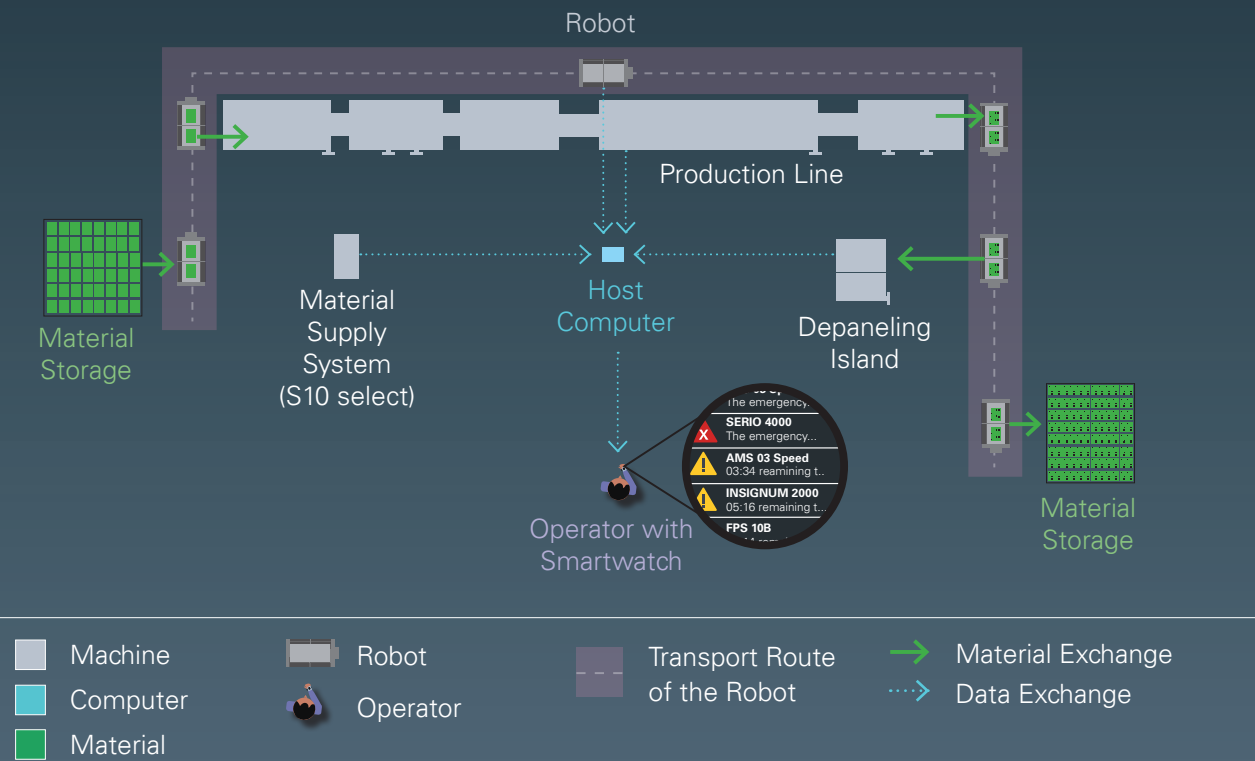 Robot
Production Line
Host
Computer
Material
Supply
System
(S10 select)
Depaneling
Island
Material
Storage
The emergency.
SERIO 4000
The emergency...
AMS 03 Speed
03:34 reamining t..
INSIGNUM 2000
05:16 remaining t...
FPS 10B
Operator with
Smartwatch
Material
Storage
Machine
Computer
Material
Robot
Operator
Transport Route
of the Robot
Material Exchange
Data Exchange